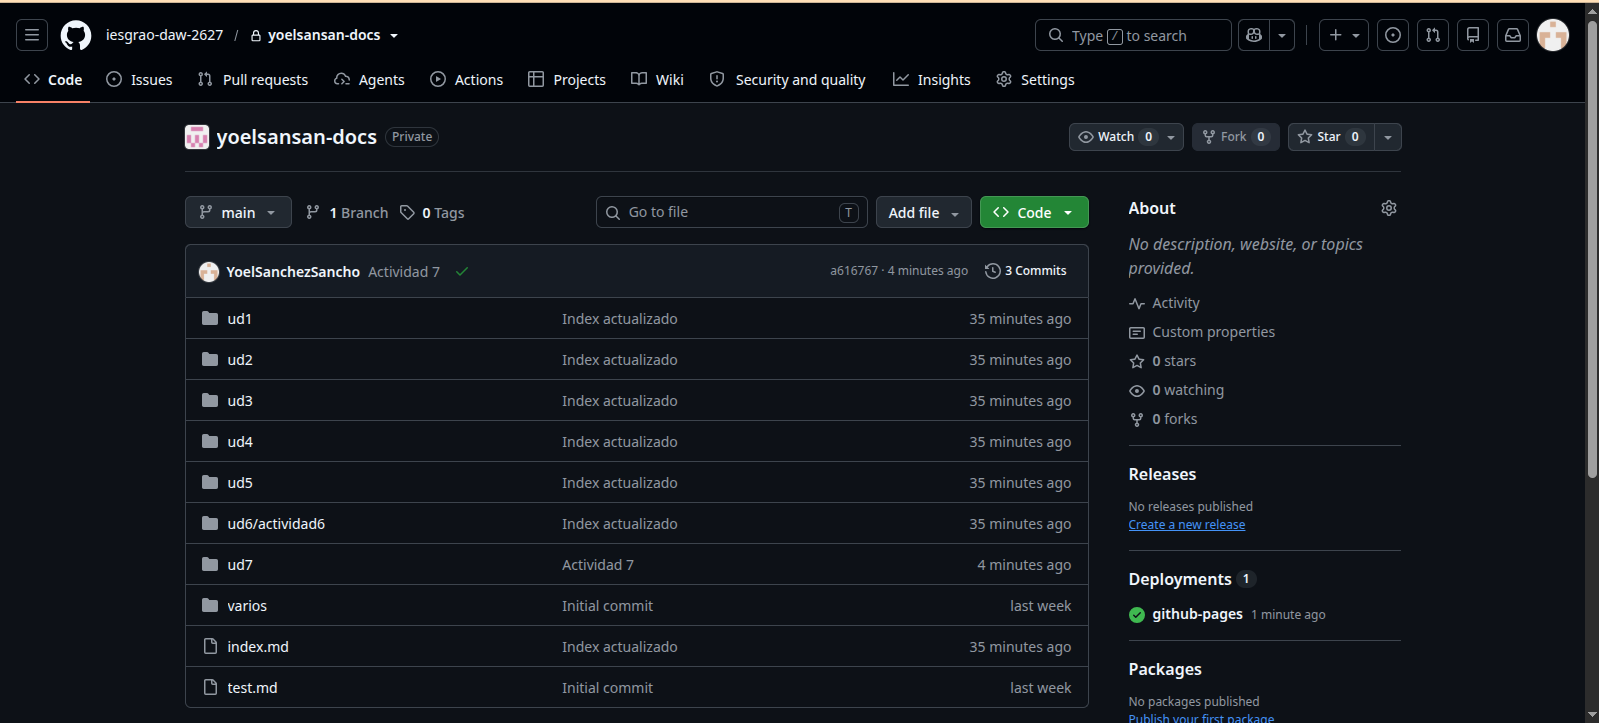 iesgrao-daw-2627 / yoelsansan-docs
Type / to search
Code Issues Pull requests Agents Actions Projects Wiki Security and quality Insights Settings
yoelsansan-docs Private
Watch 0 Fork 0 Star 0
main 1 Branch 0 Tags
Go to file T Add file Code
YoelSanchezSancho Actividad 7 a616767 · 4 minutes ago 3 Commits
ud1 Index actualizado 35 minutes ago
ud2 Index actualizado 35 minutes ago
ud3 Index actualizado 35 minutes ago
ud4 Index actualizado 35 minutes ago
ud5 Index actualizado 35 minutes ago
ud6/actividad6 Index actualizado 35 minutes ago
ud7 Actividad 7 4 minutes ago
varios Initial commit last week
index.md Index actualizado 35 minutes ago
test.md Initial commit last week
About
No description, website, or topics
provided.
Activity
Custom properties
0 stars
0 watching
0 forks
Releases
No releases published
Create a new release
Deployments 1
github-pages 1 minute ago
Packages
No packages published
Publish your first package